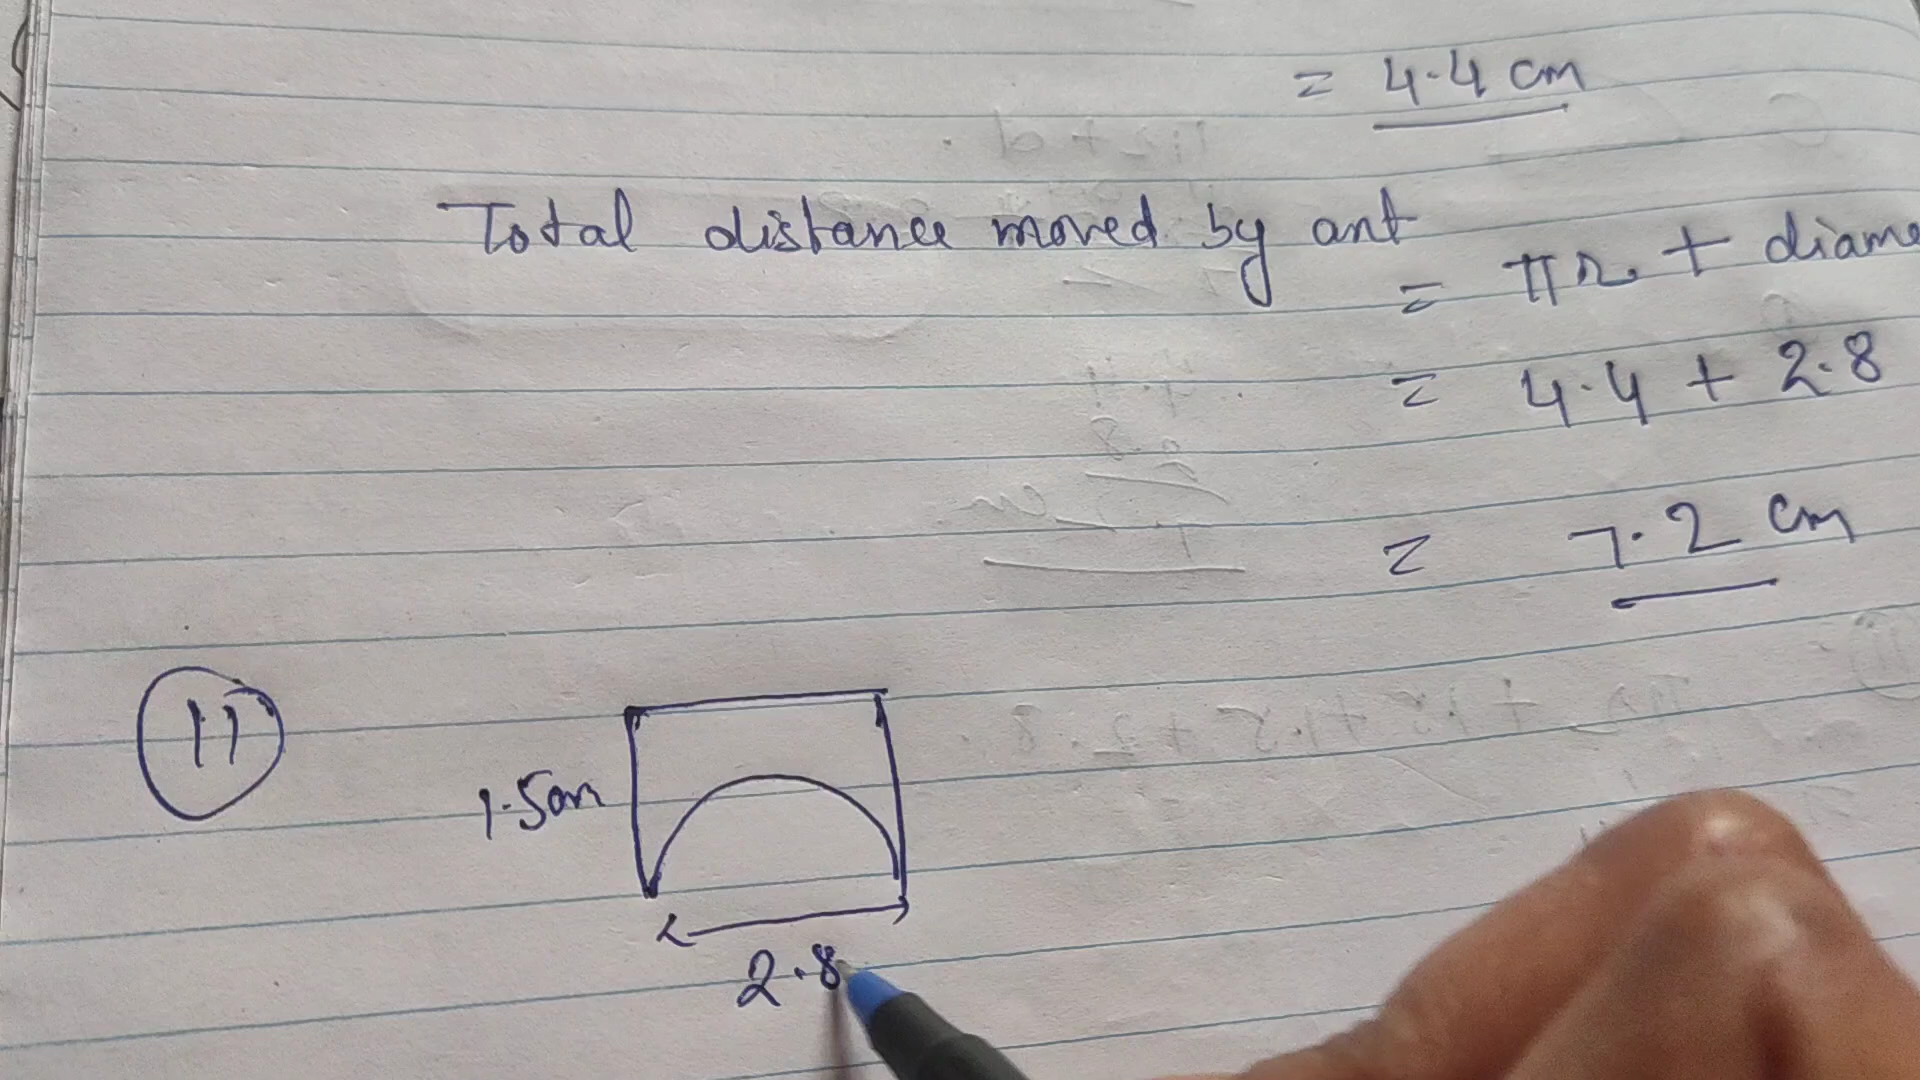 = 4.4 cm
Total distance moved by ant
= πr + diame
= 4.4 + 2.8
= 7.2 cm
11
1.5cm
2.8